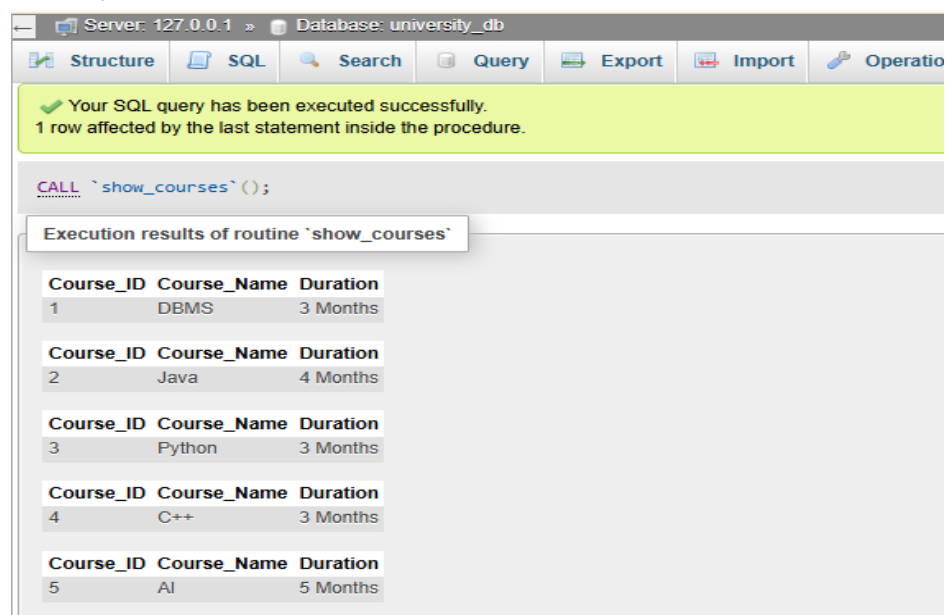 ← Server: 127.0.0.1 » Database: university_db
Structure SQL Search Query Export Import Operatio
Your SQL query has been executed successfully.
1 row affected by the last statement inside the procedure.
CALL `show_courses`();
Execution results of routine `show_courses`
Course_ID Course_Name Duration
1 DBMS 3 Months
Course_ID Course_Name Duration
2 Java 4 Months
Course_ID Course_Name Duration
3 Python 3 Months
Course_ID Course_Name Duration
4 C++ 3 Months
Course_ID Course_Name Duration
5 AI 5 Months